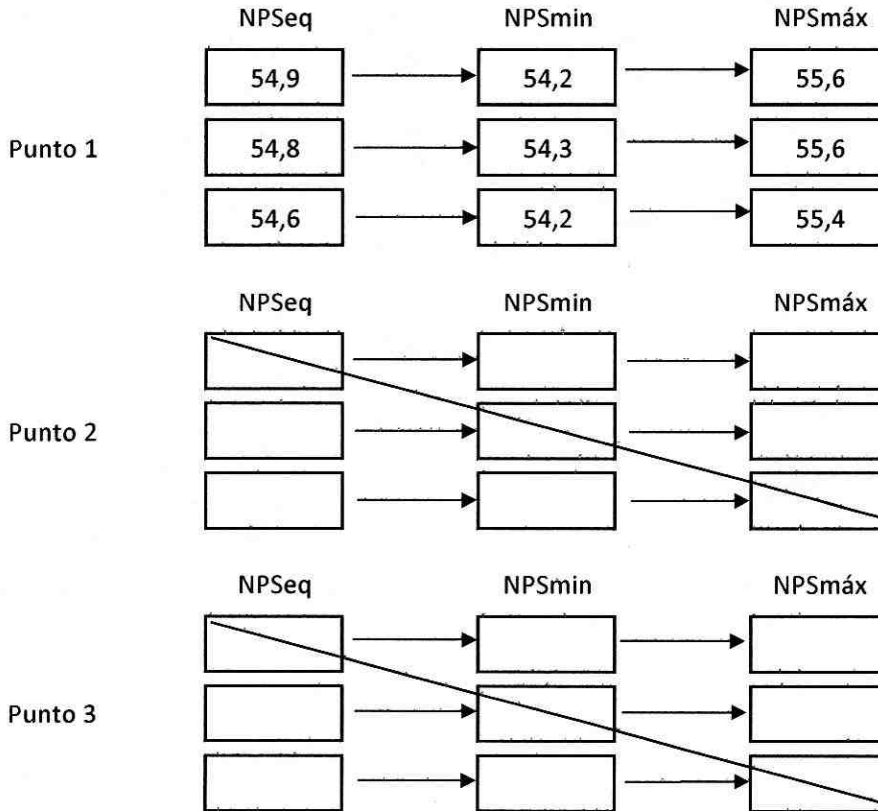 NPSeq NPSmin NPSmáx
54,9 54,2 55,6
Punto 1 54,8 54,3 55,6
54,6 54,2 55,4
NPSeq NPSmin NPSmáx
Punto 2
NPSeq NPSmin NPSmáx
Punto 3